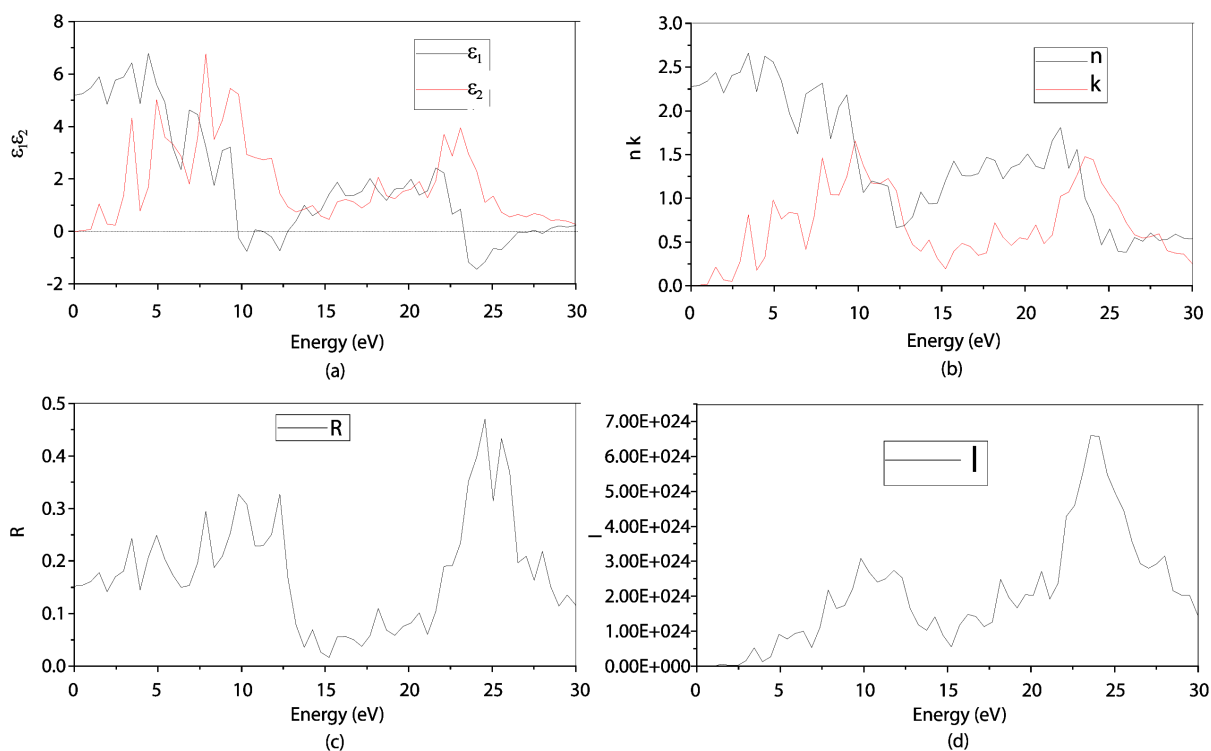 8
6
4
2
0
-2
ε₁ε₂
ε₁
ε₂
0 5 10 15 20 25 30
Energy (eV)
(a)
3.0
2.5
2.0
1.5
1.0
0.5
0.0
n k
n
k
0 5 10 15 20 25 30
Energy (eV)
(b)
0.5
0.4
0.3
0.2
0.1
0.0
R
R
0 5 10 15 20 25 30
Energy (eV)
(c)
7.00E+024
6.00E+024
5.00E+024
4.00E+024
3.00E+024
2.00E+024
1.00E+024
0.00E+000
I
I
0 5 10 15 20 25 30
Energy (eV)
(d)